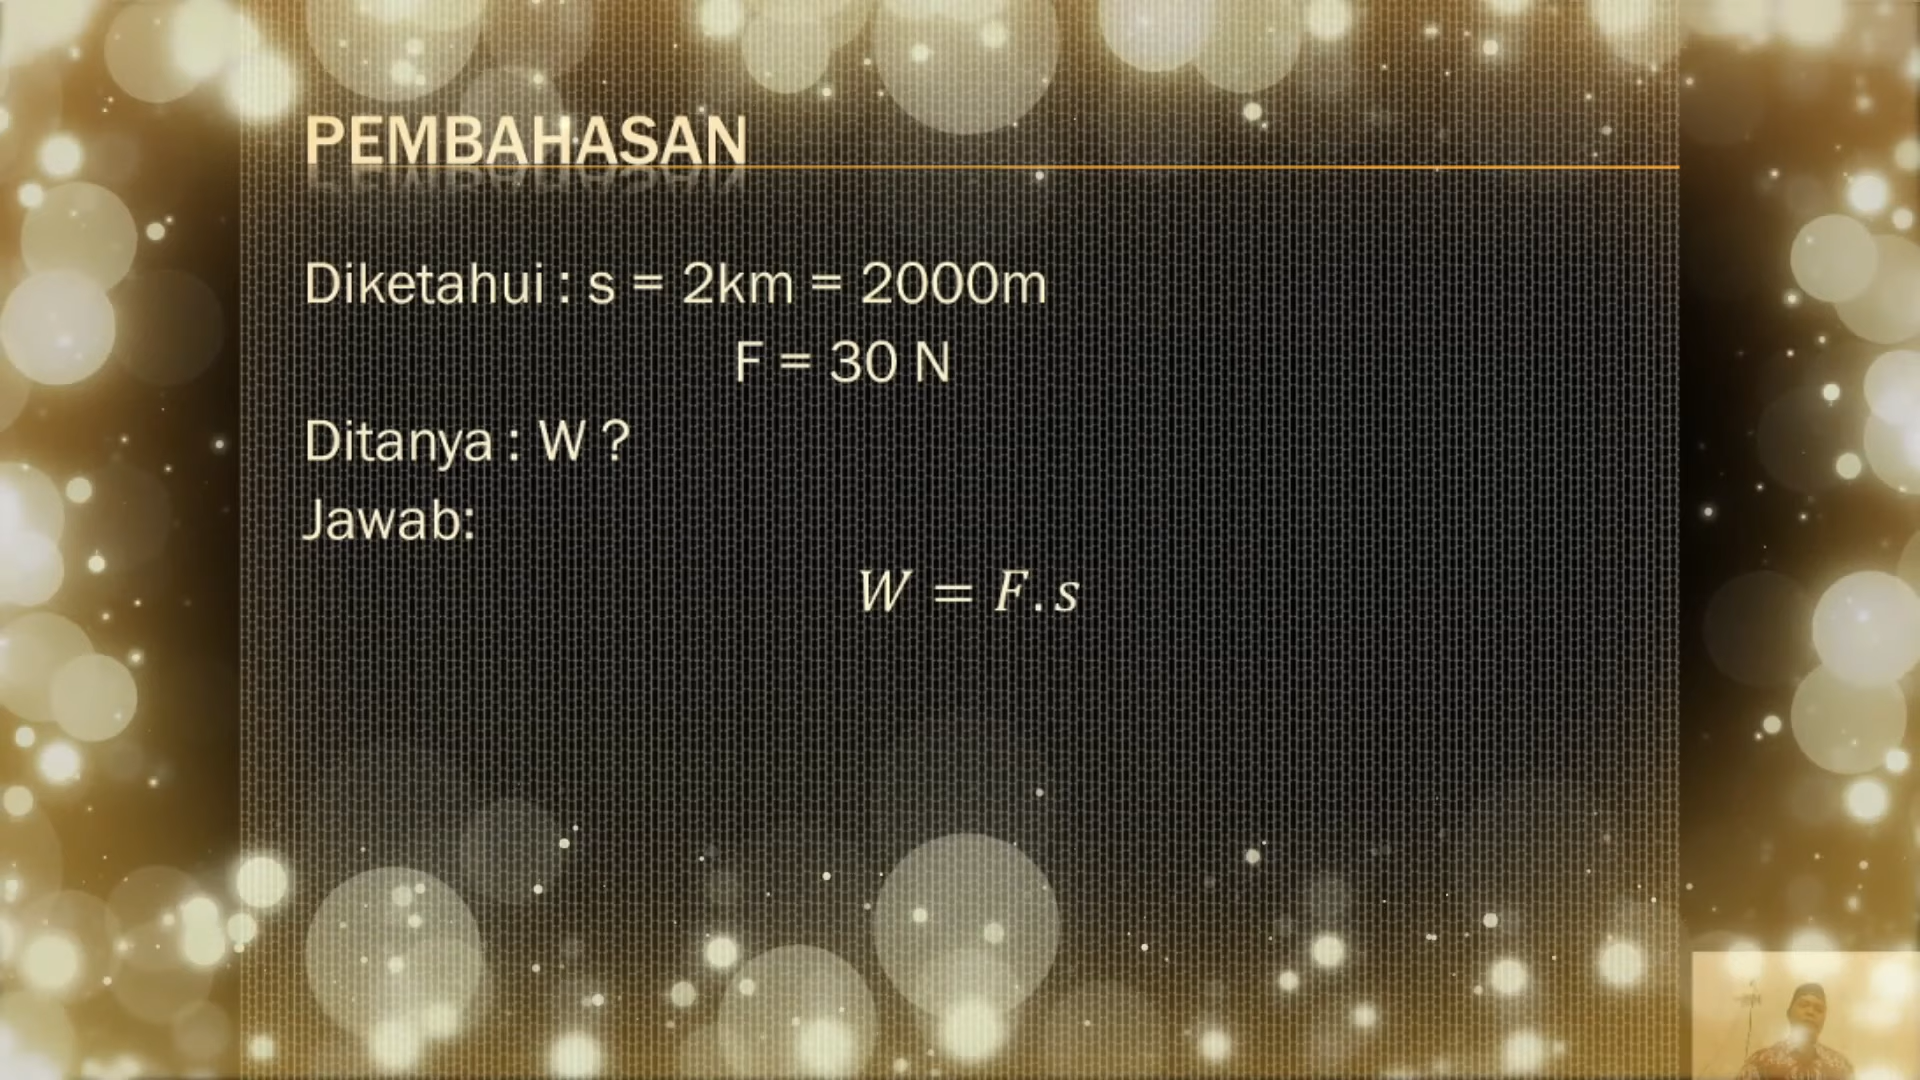 PEMBAHASAN
Diketahui : s = 2km = 2000m
F = 30 N
Ditanya : W ?
Jawab:
W = F. s